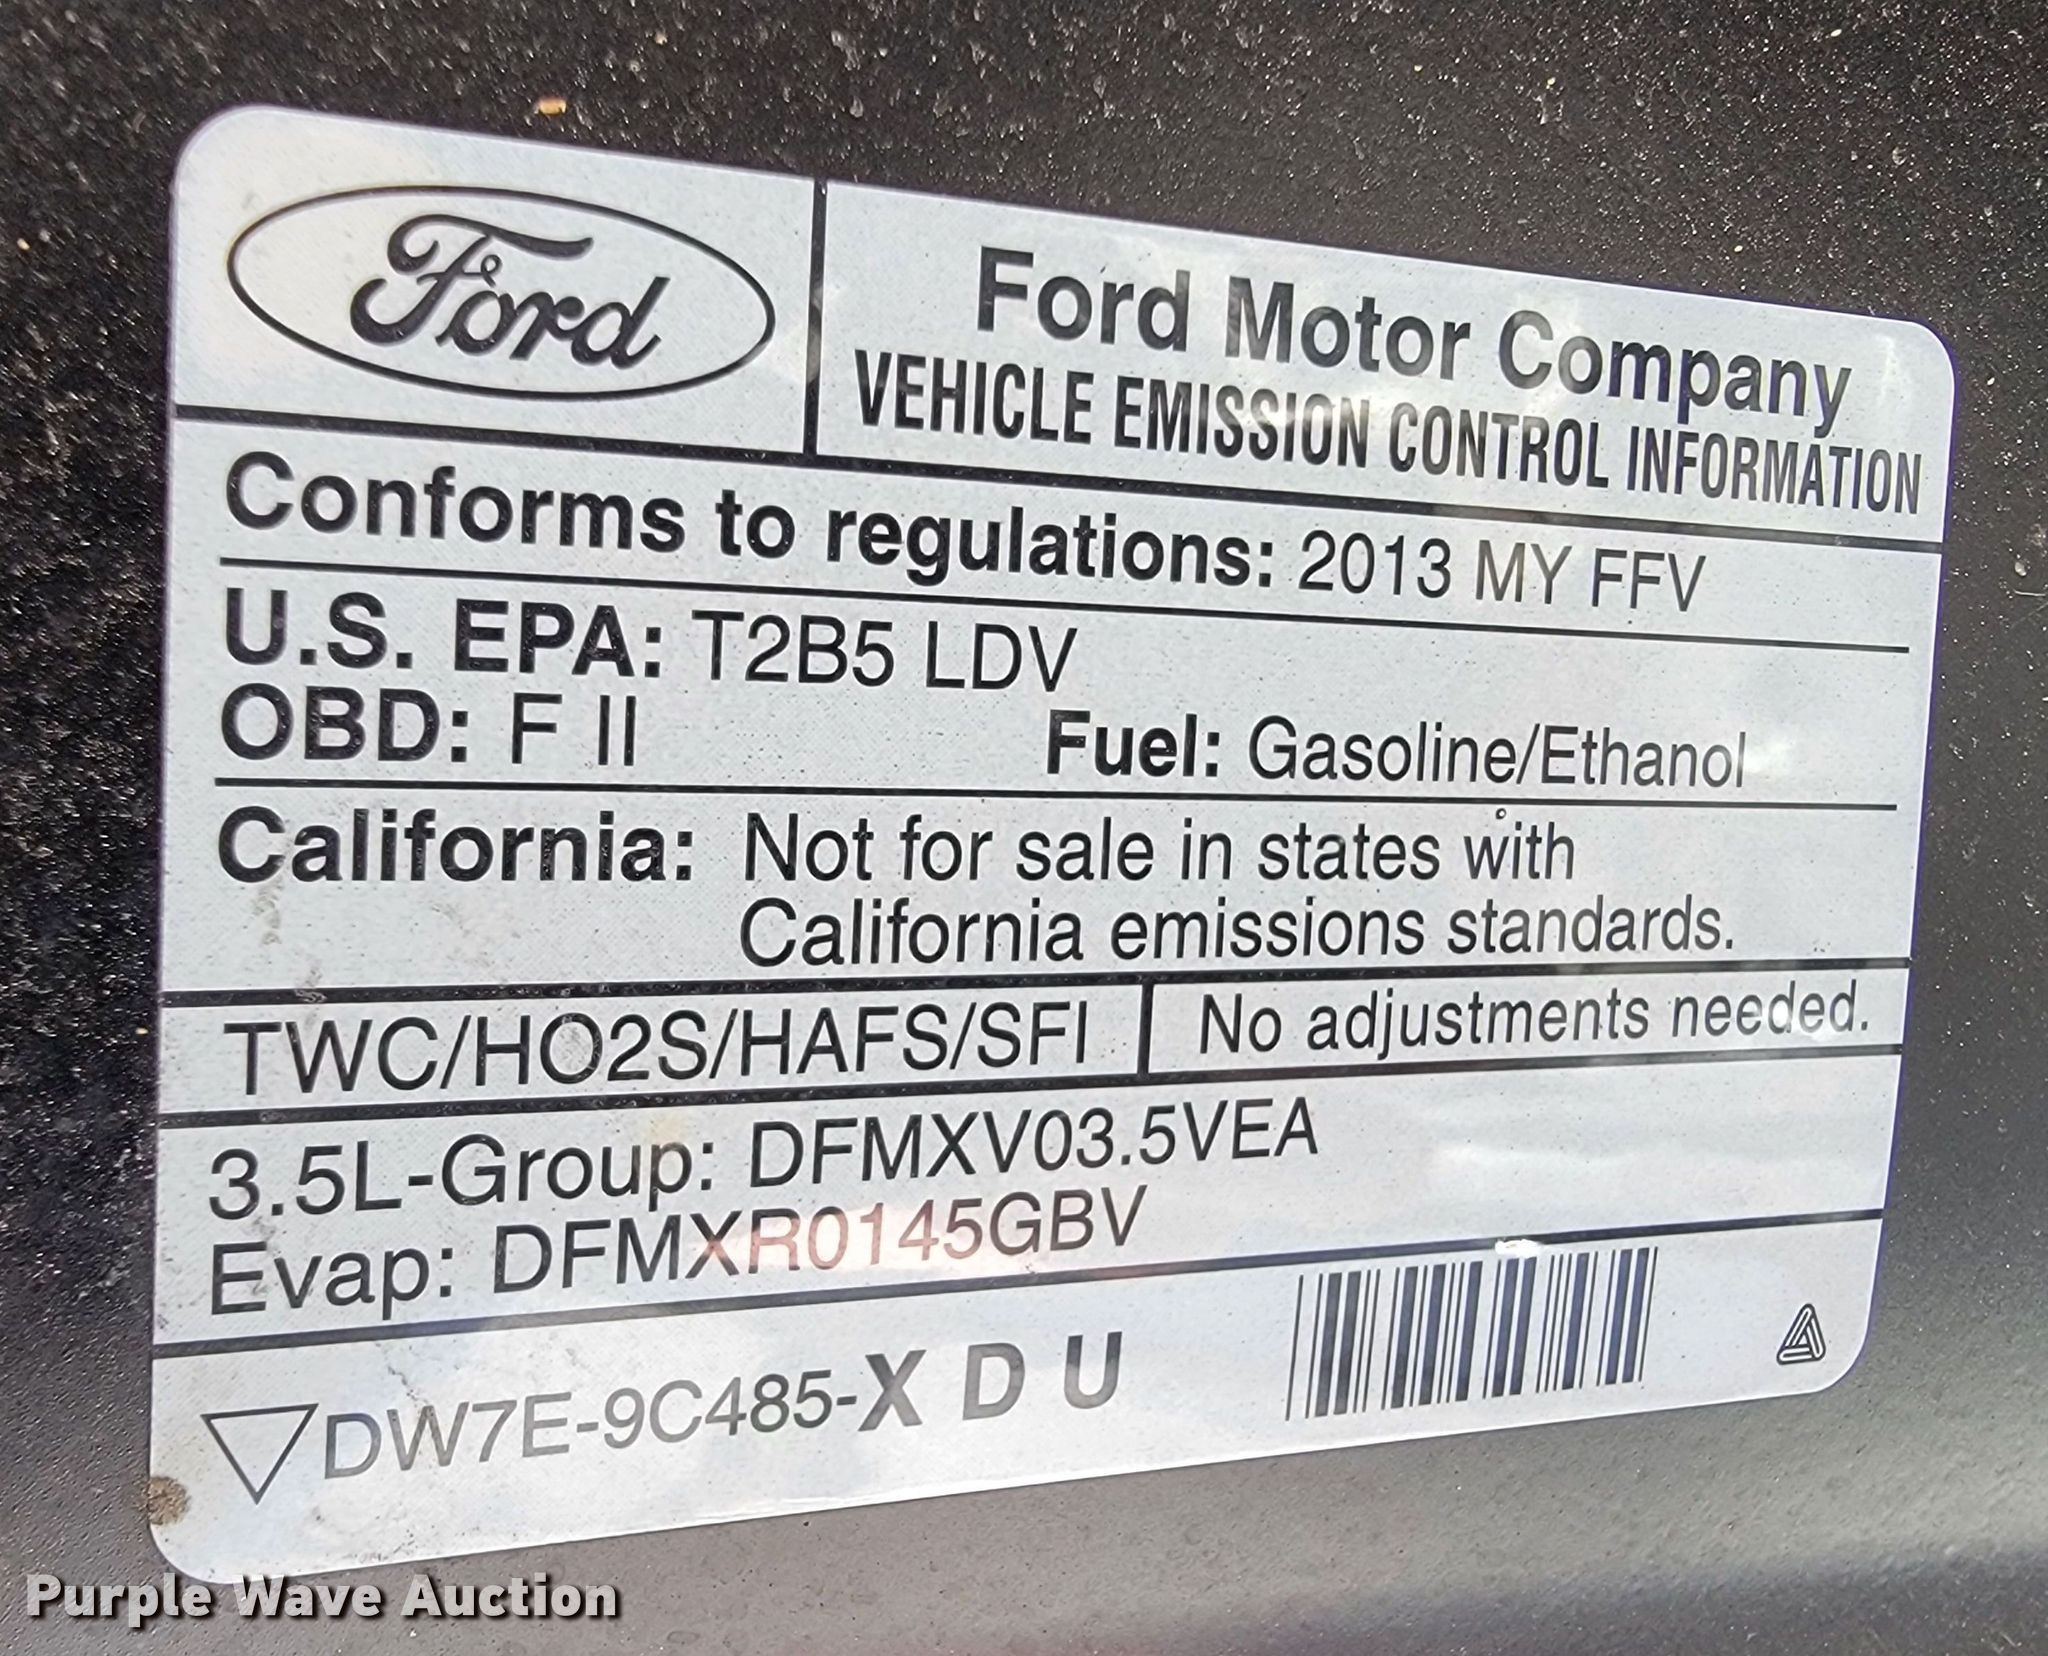 Ford
Ford Motor Company
VEHICLE EMISSION CONTROL INFORMATION
Conforms to regulations: 2013 MY FFV
U.S. EPA: T2B5 LDV
OBD: F II Fuel: Gasoline/Ethanol
California: Not for sale in states with
California emissions standards.
TWC/HO2S/HAFS/SFI No adjustments needed.
3.5L-Group: DFMXV03.5VEA
Evap: DFMXR0145GBV
DW7E-9C485-X D U
Purple Wave Auction